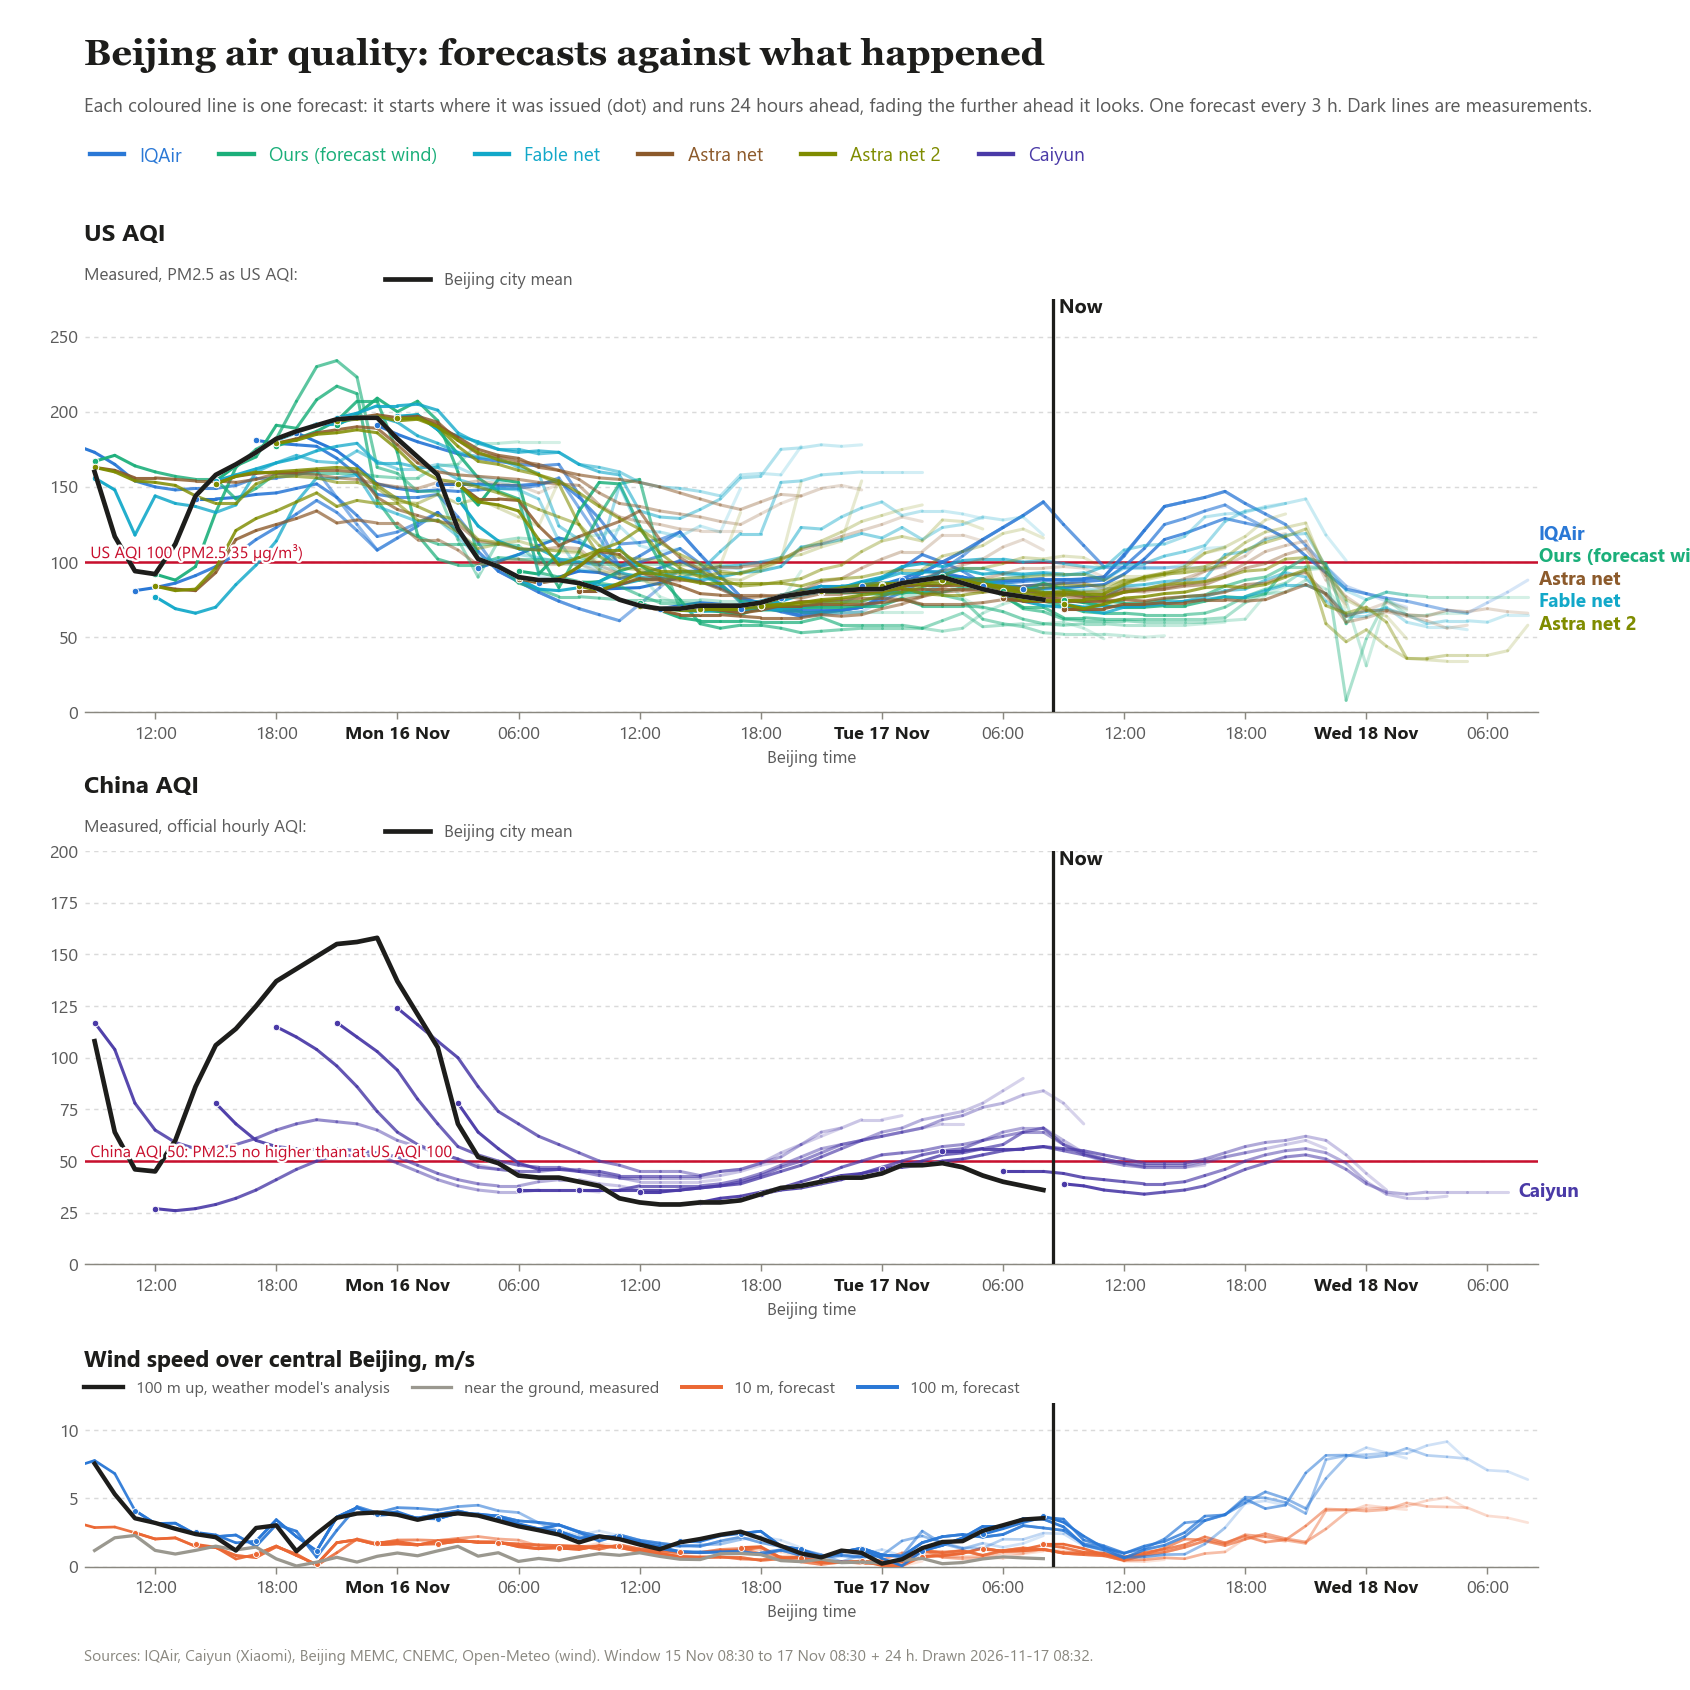 Beijing air quality: forecasts against what happened
Each coloured line is one forecast: it starts where it was issued (dot) and runs 24 hours ahead, fading the further ahead it looks. One forecast every 3 h. Dark lines are measurements.
IQAir Ours (forecast wind) Fable net Astra net Astra net 2 Caiyun
US AQI
Measured, PM2.5 as US AQI: Beijing city mean
Now
250
200
150
100
50
0
US AQI 100 (PM2.5 35 µg/m³)
IQAir
Ours (forecast wi
Astra net
Fable net
Astra net 2
12:00 18:00 Mon 16 Nov 06:00 12:00 18:00 Tue 17 Nov 06:00 12:00 18:00 Wed 18 Nov 06:00
Beijing time
China AQI
Measured, official hourly AQI: Beijing city mean
Now
200
175
150
125
100
75
50
25
0
China AQI 50: PM2.5 no higher than at US AQI 100
Caiyun
12:00 18:00 Mon 16 Nov 06:00 12:00 18:00 Tue 17 Nov 06:00 12:00 18:00 Wed 18 Nov 06:00
Beijing time
Wind speed over central Beijing, m/s
100 m up, weather model's analysis near the ground, measured 10 m, forecast 100 m, forecast
10
5
0
12:00 18:00 Mon 16 Nov 06:00 12:00 18:00 Tue 17 Nov 06:00 12:00 18:00 Wed 18 Nov 06:00
Beijing time
Sources: IQAir, Caiyun (Xiaomi), Beijing MEMC, CNEMC, Open-Meteo (wind). Window 15 Nov 08:30 to 17 Nov 08:30 + 24 h. Drawn 2026-11-17 08:32.